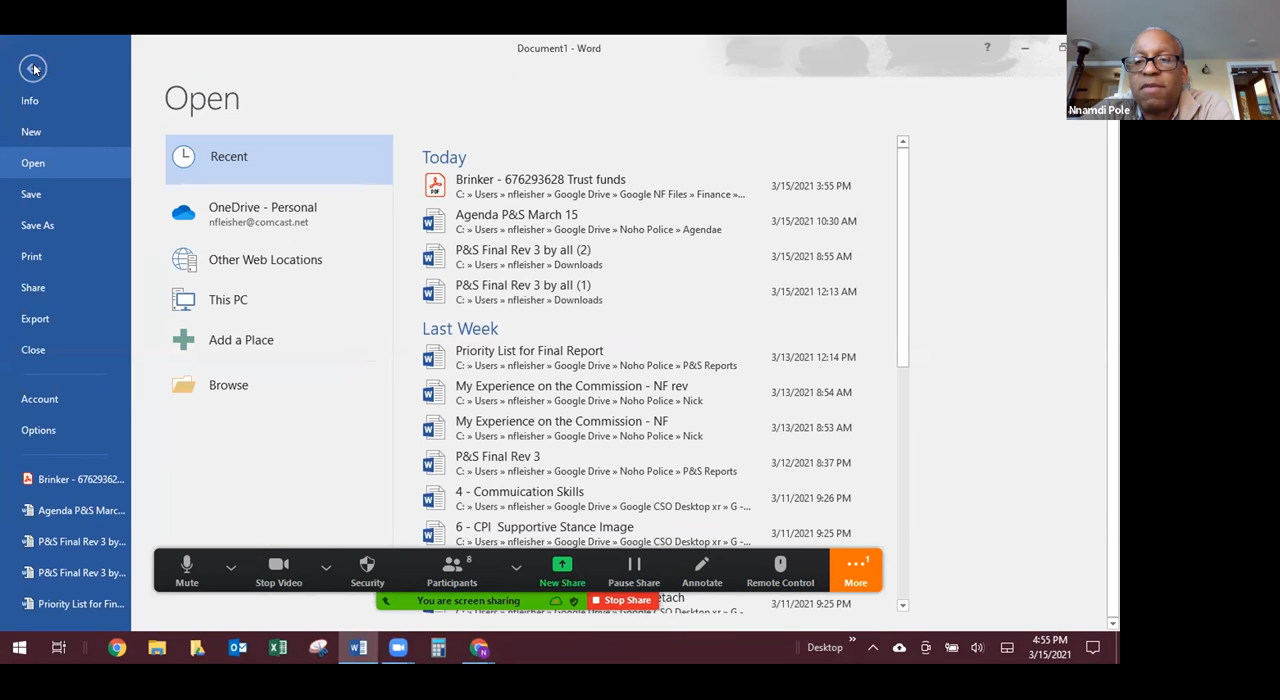 Document1 - Word
?
Nnamdi Pole
Info
New
Open
Save
Save As
Print
Share
Export
Close
Account
Options
Brinker - 67629362...
Agenda P&S Marc...
P&S Final Rev 3 by...
P&S Final Rev 3 by...
Priority List for Fin...
Open
Recent
OneDrive - Personal
nfleisher@comcast.net
Other Web Locations
This PC
Add a Place
Browse
Today
Brinker - 676293628 Trust funds
C: » Users » nfleisher » Google Drive » Google NF Files » Finance »...
3/15/2021 3:55 PM
Agenda P&S March 15
C: » Users » nfleisher » Google Drive » Noho Police » Agendae
3/15/2021 10:30 AM
P&S Final Rev 3 by all (2)
C: » Users » nfleisher » Downloads
3/15/2021 8:55 AM
P&S Final Rev 3 by all (1)
C: » Users » nfleisher » Downloads
3/15/2021 12:13 AM
Last Week
Priority List for Final Report
C: » Users » nfleisher » Google Drive » Noho Police » P&S Reports
3/13/2021 12:14 PM
My Experience on the Commission - NF rev
C: » Users » nfleisher » Google Drive » Noho Police » Nick
3/13/2021 8:54 AM
My Experience on the Commission - NF
C: » Users » nfleisher » Google Drive » Noho Police » Nick
3/13/2021 8:53 AM
P&S Final Rev 3
C: » Users » nfleisher » Google Drive » Noho Police » P&S Reports
3/12/2021 8:37 PM
4 - Commuication Skills
C: » Users » nfleisher » Google Drive » Google CSO Desktop xr » G -...
3/11/2021 9:26 PM
6 - CPI Supportive Stance Image
C: » Users » nfleisher » Google Drive » Google CSO Desktop xr » G -...
3/11/2021 9:25 PM
etach
3/11/2021 9:25 PM
Mute
Stop Video
Security
8
Participants
New Share
Pause Share
Annotate
Remote Control
1
More
You are screen sharing
Stop Share
Desktop
4:55 PM
3/15/2021